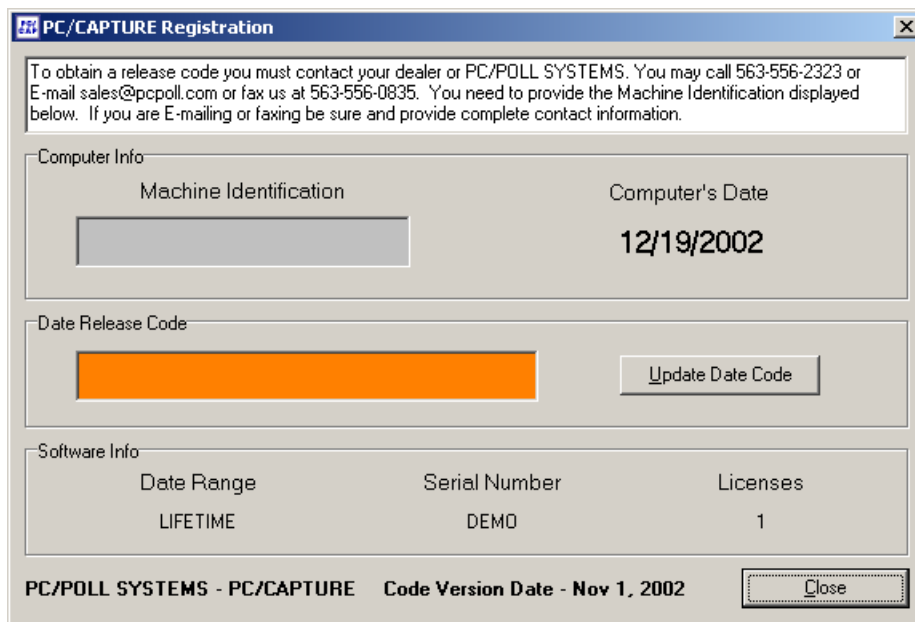 PC/CAPTURE Registration
To obtain a release code you must contact your dealer or PC/POLL SYSTEMS. You may call 563-556-2323 or
E-mail sales@pcpoll.com or fax us at 563-556-0835.  You need to provide the Machine Identification displayed
below.  If you are E-mailing or faxing be sure and provide complete contact information.
Computer Info
Machine Identification
Computer's Date
12/19/2002
Date Release Code
Update Date Code
Software Info
Date Range Serial Number Licenses
LIFETIME DEMO 1
PC/POLL SYSTEMS - PC/CAPTURE Code Version Date - Nov 1, 2002 Close